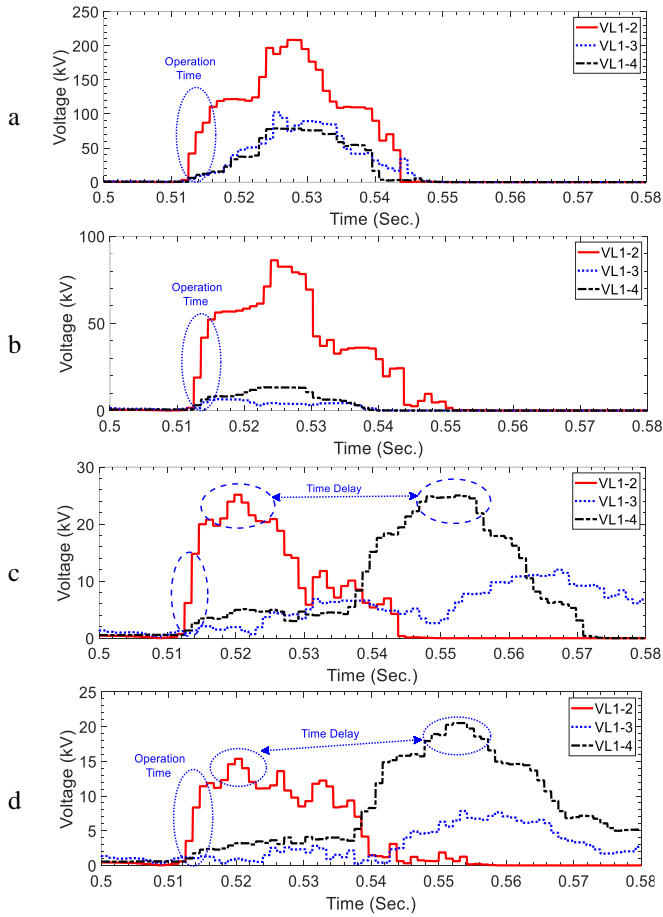 a
Voltage (kV)
250
200
150
100
50
0
Operation
Time
VL1-2
VL1-3
VL1-4
0.5 0.51 0.52 0.53 0.54 0.55 0.56 0.57 0.58
Time (Sec.)
b
Voltage (kV)
100
50
0
Operation
Time
VL1-2
VL1-3
VL1-4
0.5 0.51 0.52 0.53 0.54 0.55 0.56 0.57 0.58
Time (Sec.)
c
Voltage (kV)
30
20
10
0
Time Delay
VL1-2
VL1-3
VL1-4
0.5 0.51 0.52 0.53 0.54 0.55 0.56 0.57 0.58
Time (Sec.)
d
Voltage (kV)
25
20
15
10
5
0
Operation
Time
Time Delay
VL1-2
VL1-3
VL1-4
0.5 0.51 0.52 0.53 0.54 0.55 0.56 0.57 0.58
Time (Sec.)